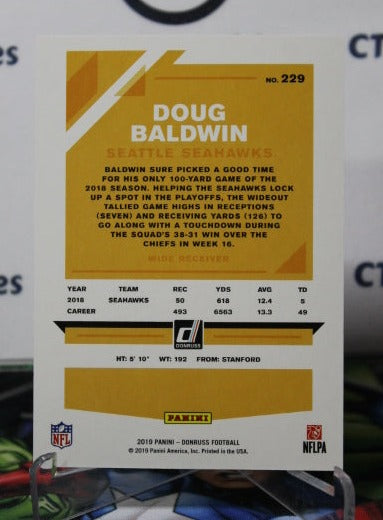 NO. 229
DOUG
BALDWIN
SEATTLE SEAHAWKS
BALDWIN SURE PICKED A GOOD TIME
FOR HIS ONLY 100-YARD GAME OF THE
2018 SEASON. HELPING THE SEAHAWKS LOCK
UP A SPOT IN THE PLAYOFFS, THE WIDEOUT
TALLIED GAME HIGHS IN RECEPTIONS
(SEVEN) AND RECEIVING YARDS (126) TO
GO ALONG WITH A TOUCHDOWN DURING
THE SQUAD'S 38-31 WIN OVER THE
CHIEFS IN WEEK 16.
WIDE RECEIVER
YEAR TEAM REC YDS AVG TD
2018 SEAHAWKS 50 618 12.4 5
CAREER 493 6563 13.3 49
DONRUSS
HT: 5' 10" WT: 192 FROM: STANFORD
PANINI
NFL
NFLPA
2019 PANINI – DONRUSS FOOTBALL
© 2019 Panini America, Inc. Printed in the USA.